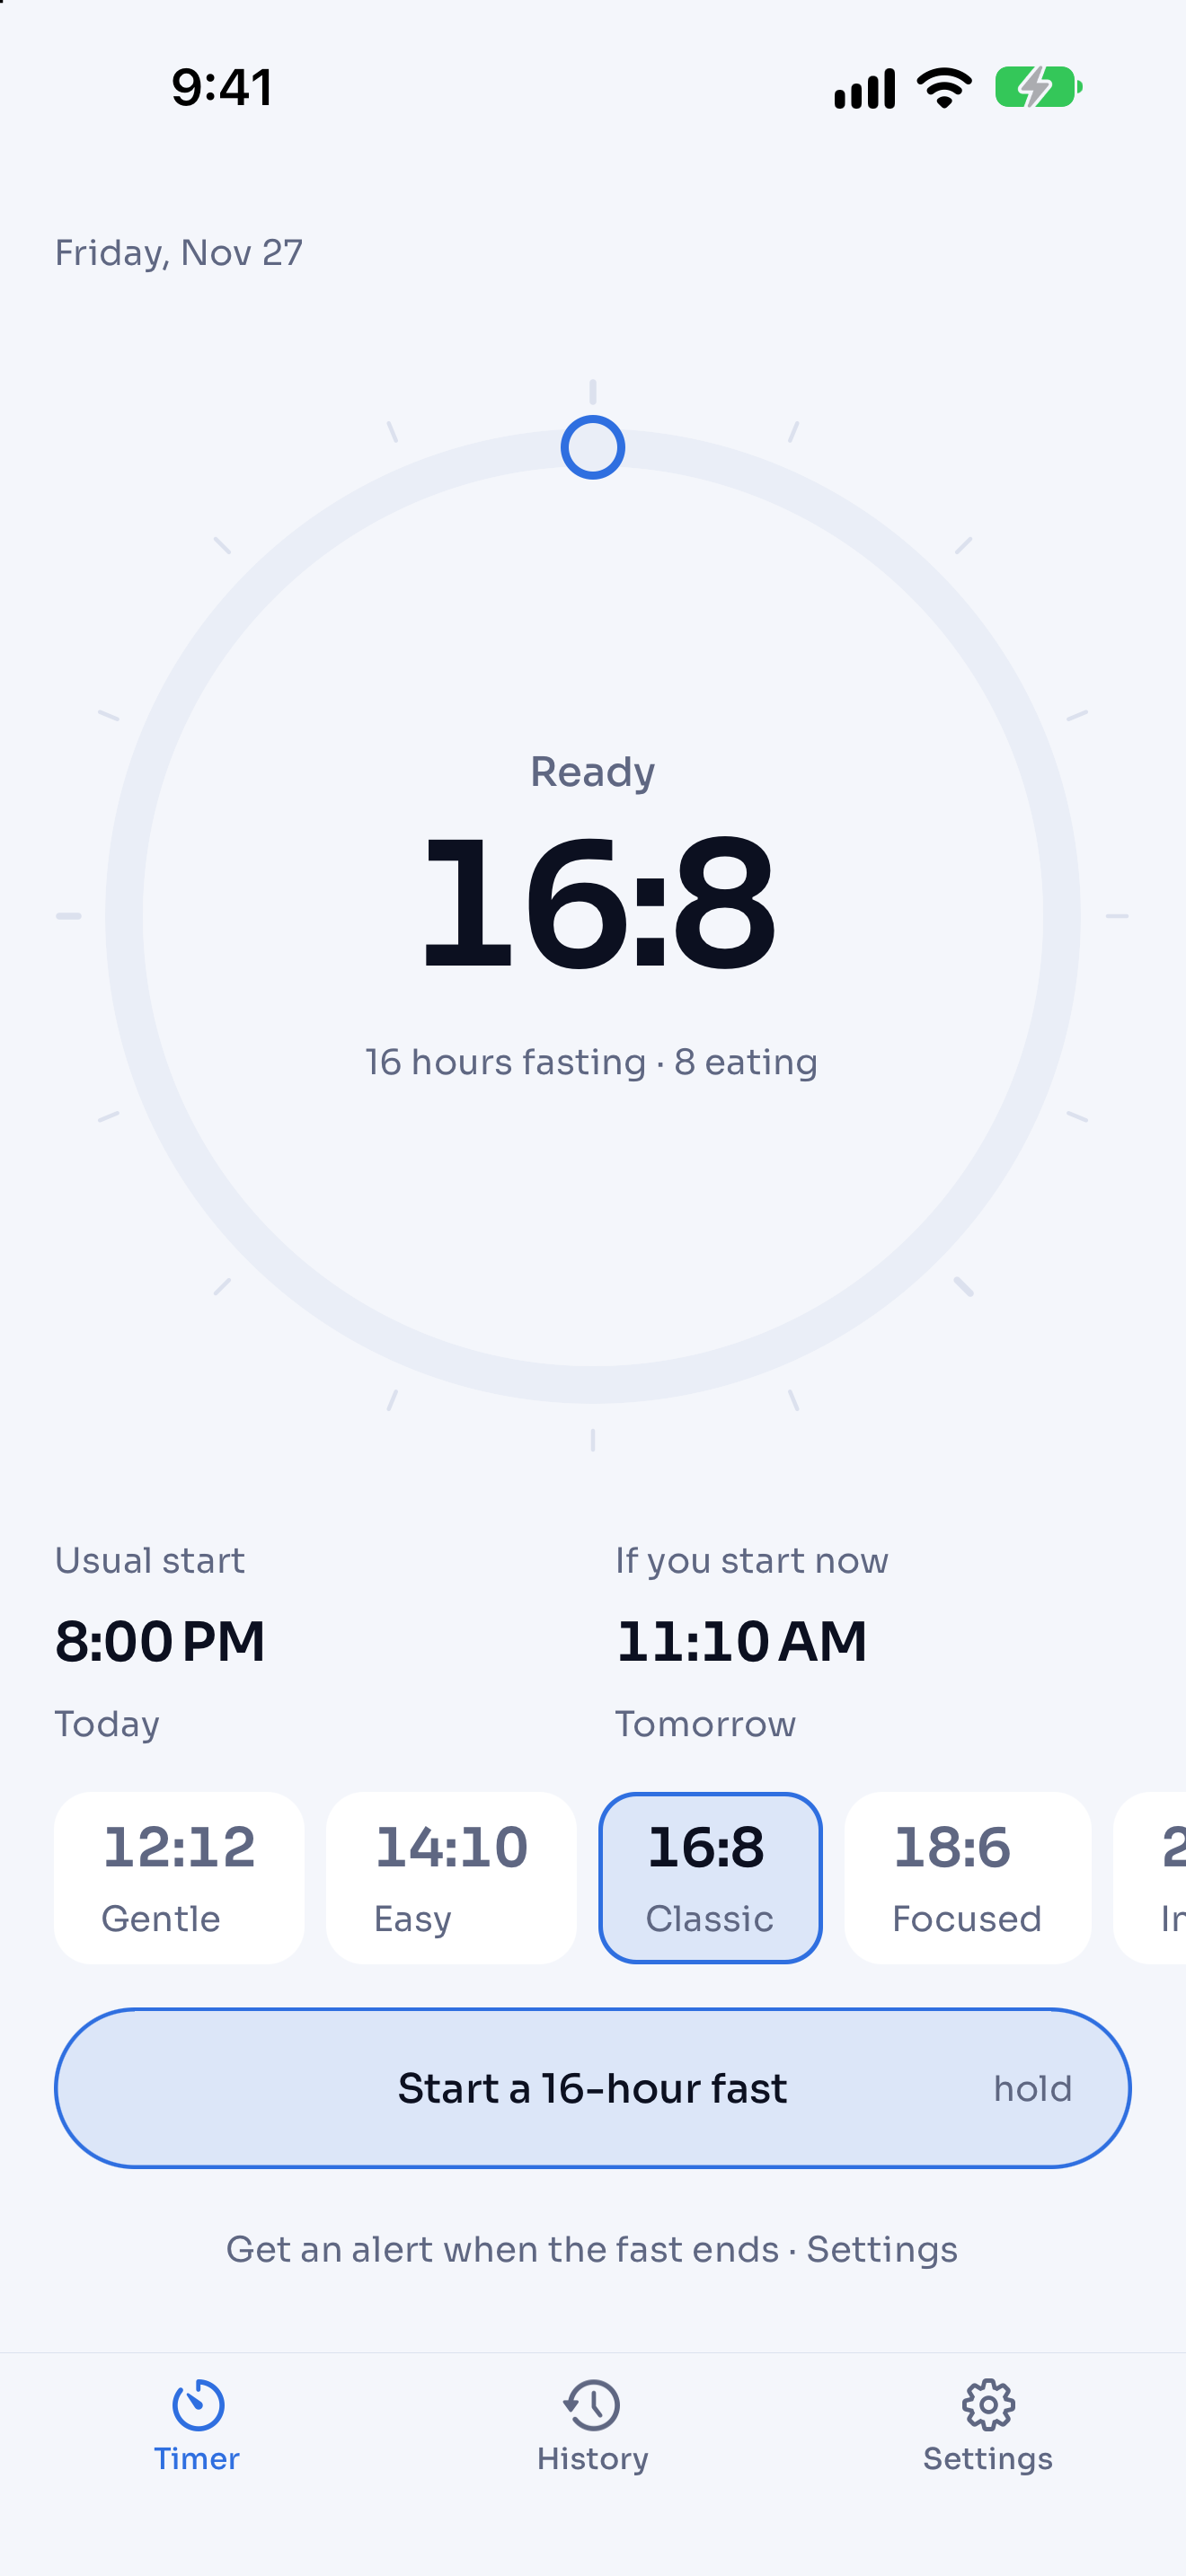 9:41
Friday, Nov 27
Ready
16:8
16 hours fasting · 8 eating
Usual start
If you start now
8:00 PM
11:10 AM
Today
Tomorrow
12:12
14:10
16:8
18:6
Gentle
Easy
Classic
Focused
Start a 16-hour fast
hold
Get an alert when the fast ends · Settings
Timer
History
Settings